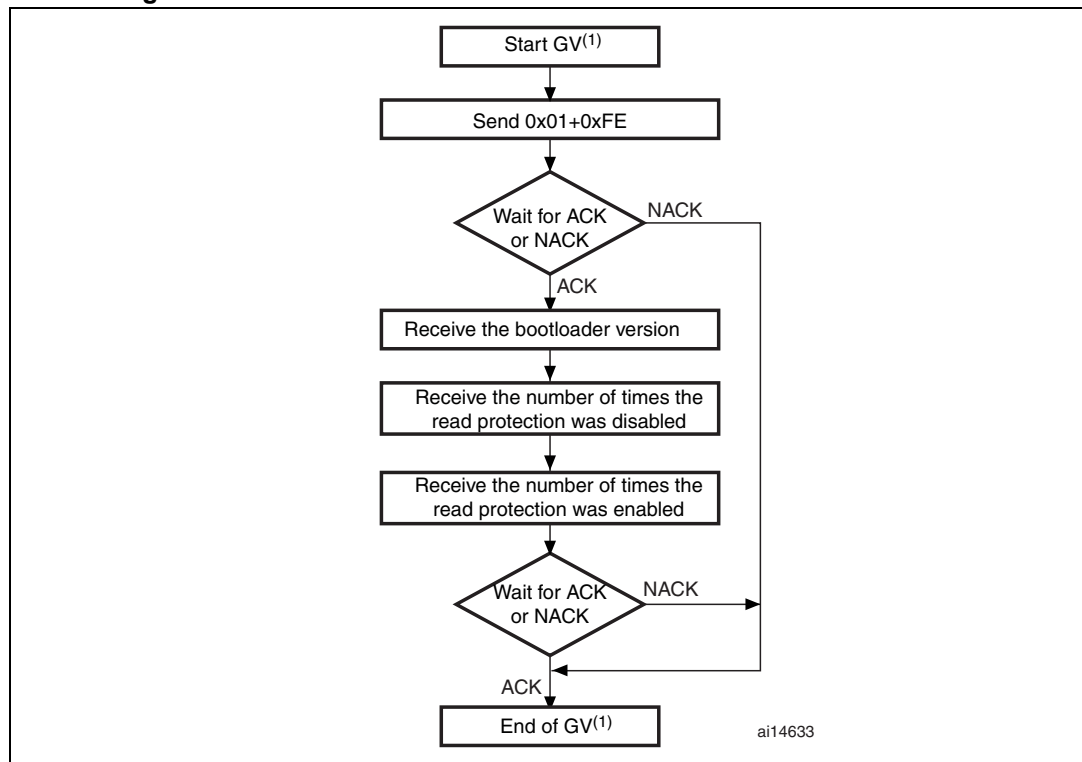 Start GV(1)
Send 0x01+0xFE
Wait for ACK
or NACK
NACK
ACK
Receive the bootloader version
Receive the number of times the
read protection was disabled
Receive the number of times the
read protection was enabled
Wait for ACK
or NACK
NACK
ACK
End of GV(1)
ai14633